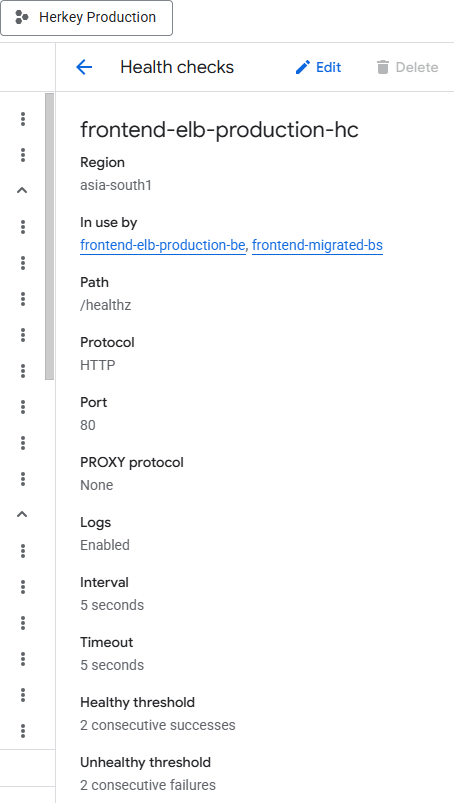 Herkey Production
Health checks
Edit
Delete
frontend-elb-production-hc
Region
asia-south1
In use by
frontend-elb-production-be, frontend-migrated-bs
Path
/healthz
Protocol
HTTP
Port
80
PROXY protocol
None
Logs
Enabled
Interval
5 seconds
Timeout
5 seconds
Healthy threshold
2 consecutive successes
Unhealthy threshold
2 consecutive failures